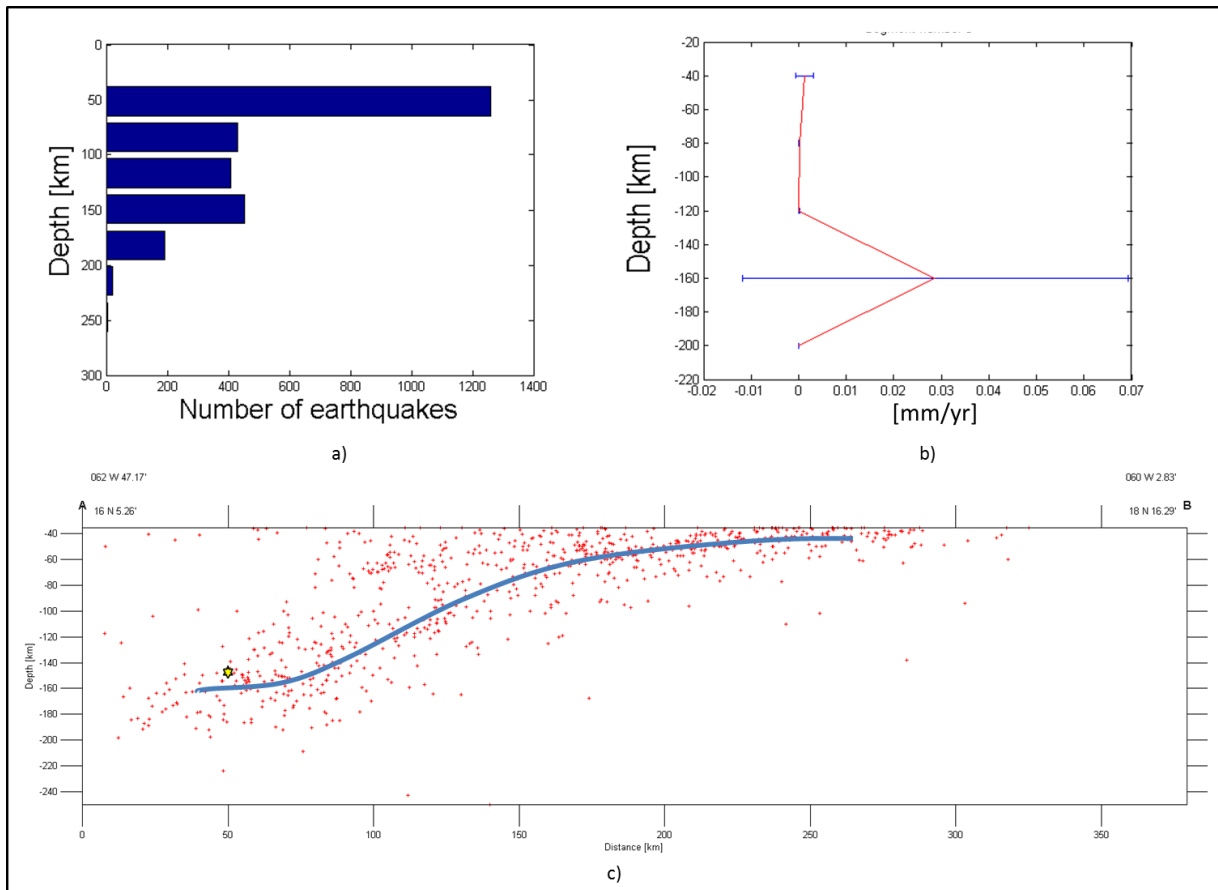 0
50
100
150
200
250
300
Depth [km]
0 200 400 600 800 1000 1200 1400
Number of earthquakes
a)
-20
-40
-60
-80
-100
-120
-140
-160
-180
-200
-220
Depth [km]
-0.02 -0.01 0 0.01 0.02 0.03 0.04 0.05 0.06 0.07
[mm/yr]
b)
062 W 47.17' 060 W 2.83'
A B
16 N 5.26' 18 N 16.29'
-40
-60
-80
-100
-120
-140
-160
-180
-200
-220
-240
Depth [km]
0 50 100 150 200 250 300 350
Distance [km]
c)